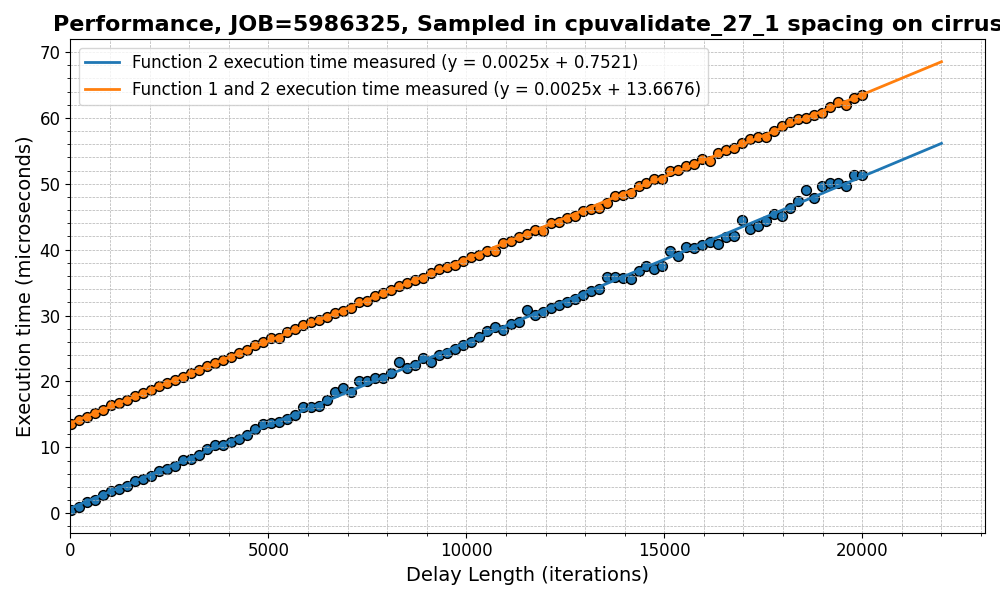 Performance, JOB=5986325, Sampled in cpuvalidate_27_1 spacing on cirrus
Function 2 execution time measured (y = 0.0025x + 0.7521)
Function 1 and 2 execution time measured (y = 0.0025x + 13.6676)
Execution time (microseconds)
70
60
50
40
30
20
10
0
0
5000
10000
15000
20000
Delay Length (iterations)